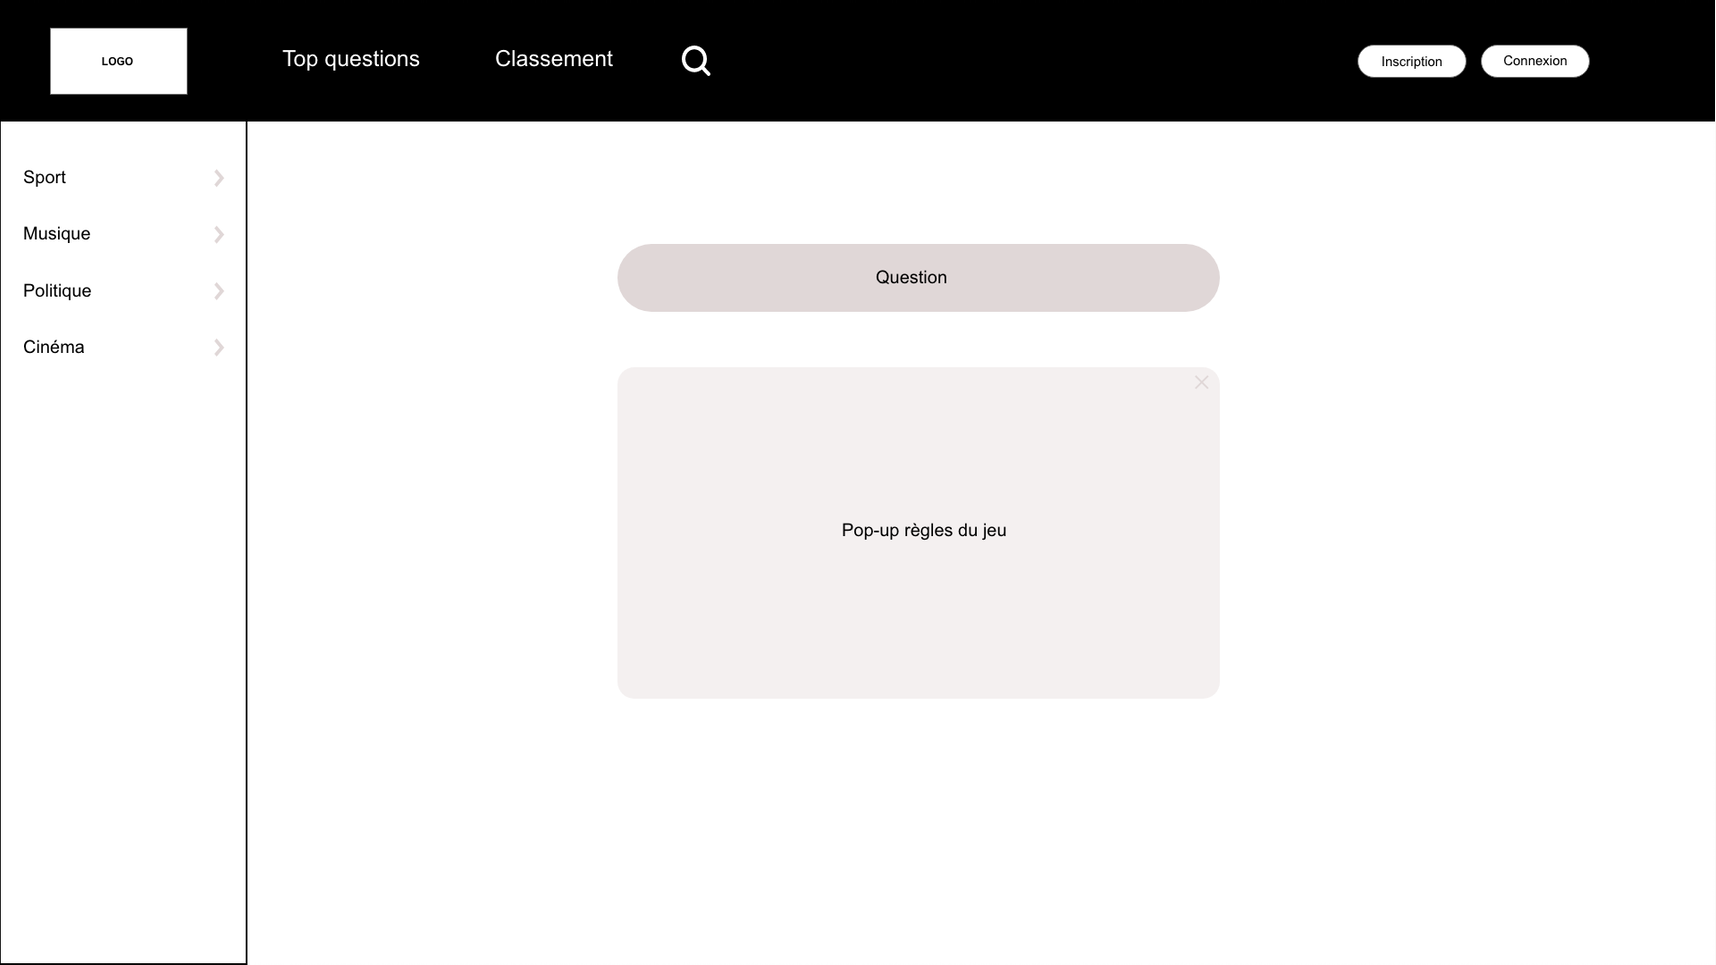 LOGO
Top questions
Classement
Inscription
Connexion
Sport
Musique
Politique
Cinéma
Question
Pop-up règles du jeu